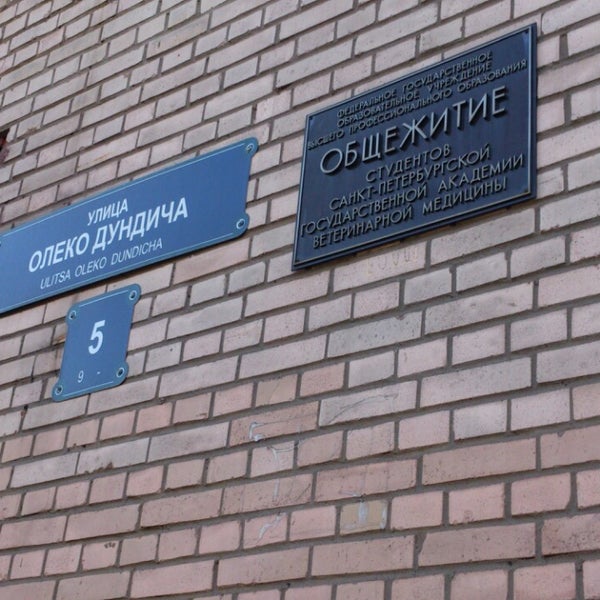 УЛИЦА
ОЛЕКО ДУНДИЧА
ULITSA OLEKO DUNDICHA
5
9 -
ФЕДЕРАЛЬНОЕ ГОСУДАРСТВЕННОЕ
ОБРАЗОВАТЕЛЬНОЕ УЧРЕЖДЕНИЕ
ВЫСШЕГО ПРОФЕССИОНАЛЬНОГО ОБРАЗОВАНИЯ
ОБЩЕЖИТИЕ
СТУДЕНТОВ
САНКТ-ПЕТЕРБУРГСКОЙ
ГОСУДАРСТВЕННОЙ АКАДЕМИИ
ВЕТЕРИНАРНОЙ МЕДИЦИНЫ